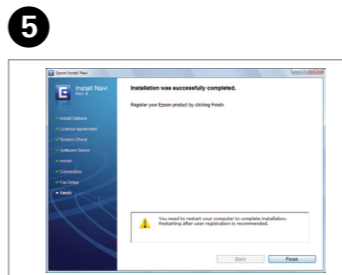 5
Epson Install Navi
E
Install Navi
Installation was successfully completed.
Register your Epson product by clicking Finish.
Install Options
License Agreement
System Check
Software Select
Install
Connection
Fax Setup
Finish
You need to restart your computer to complete installation.
Restarting after user registration is recommended.
Back
Finish